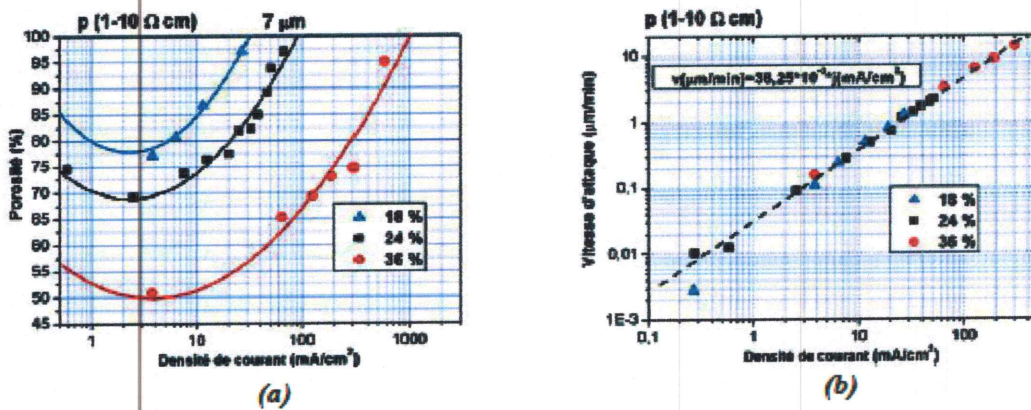 p (1-10 Ω cm) 7 µm
100
95
90
85
80
75
70
65
60
55
50
45
Porosité (%)
18 %
24 %
36 %
1 10 100 1000
Densité de courant (mA/cm²)
(a)
p (1-10 Ω cm)
10
1
0,1
0,01
1E-3
Vitesse d'attaque (µm/min)
18 %
24 %
36 %
0,1 1 10 100
Densité de courant (mA/cm²)
(b)